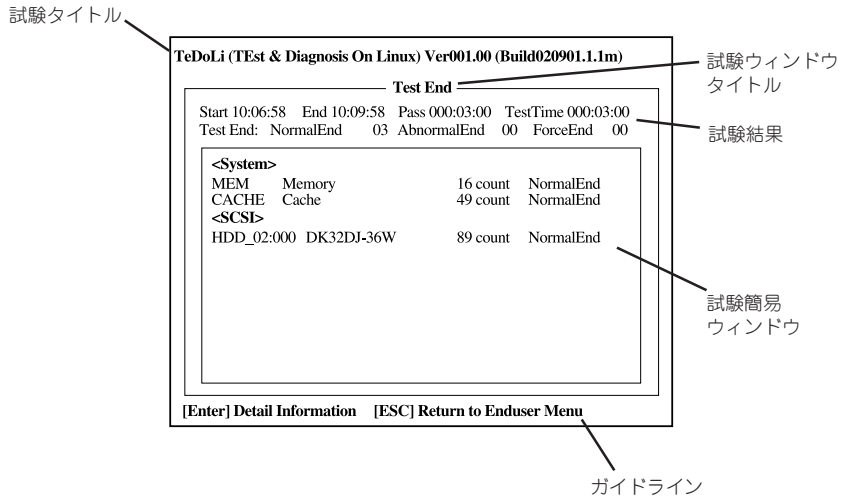 試験タイトル
TeDoLi (TEst & Diagnosis On Linux) Ver001.00 (Build020901.1.1m)
試験ウィンドウ
タイトル
Test End
Start 10:06:58 End 10:09:58 Pass 000:03:00 TestTime 000:03:00
Test End: NormalEnd 03 AbnormalEnd 00 ForceEnd 00
試験結果
<System>
MEM Memory 16 count NormalEnd
CACHE Cache 49 count NormalEnd
<SCSI>
HDD_02:000 DK32DJ-36W 89 count NormalEnd
試験簡易
ウィンドウ
[Enter] Detail Information [ESC] Return to Enduser Menu
ガイドライン